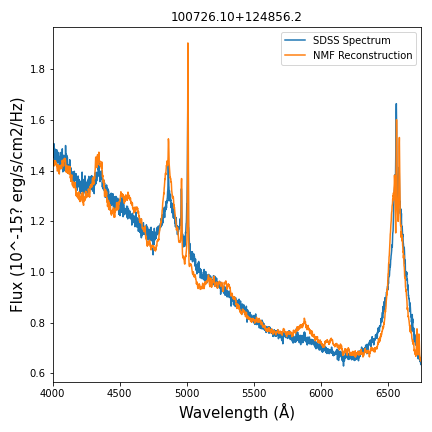 100726.10+124856.2
SDSS Spectrum
NMF Reconstruction
Flux (10^-15? erg/s/cm2/Hz)
1.8
1.6
1.4
1.2
1.0
0.8
0.6
4000 4500 5000 5500 6000 6500
Wavelength (Å)